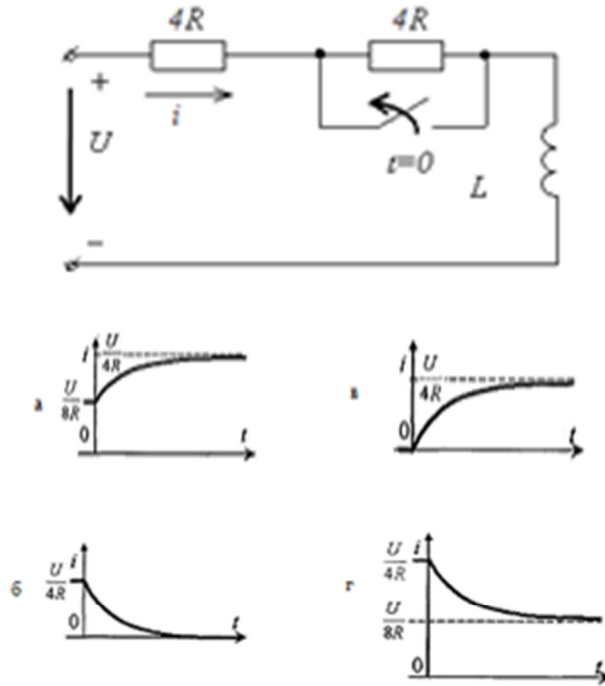 4R 4R
+
i
U
t=0
L
−
i U/4R
U/8R
а
0 t
i U/4R
в
0 t
i
U/4R
б
0 t
U/4R i
г
U/8R
0 t